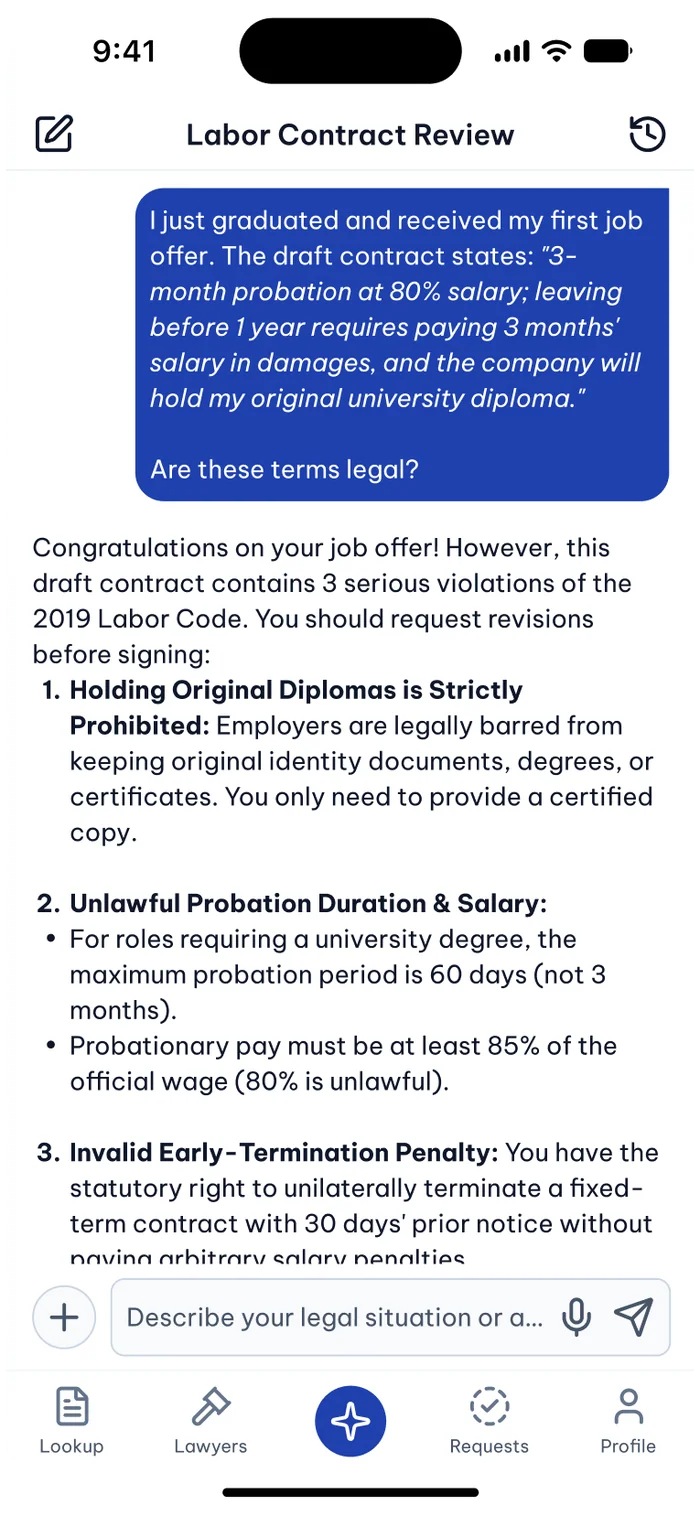 9:41
Labor Contract Review
I just graduated and received my first job
offer. The draft contract states: "3-
month probation at 80% salary; leaving
before 1 year requires paying 3 months'
salary in damages, and the company will
hold my original university diploma."
Are these terms legal?
Congratulations on your job offer! However, this
draft contract contains 3 serious violations of the
2019 Labor Code. You should request revisions
before signing:
1. Holding Original Diplomas is Strictly
Prohibited: Employers are legally barred from
keeping original identity documents, degrees, or
certificates. You only need to provide a certified
copy.
2. Unlawful Probation Duration & Salary:
• For roles requiring a university degree, the
maximum probation period is 60 days (not 3
months).
• Probationary pay must be at least 85% of the
official wage (80% is unlawful).
3. Invalid Early-Termination Penalty: You have the
statutory right to unilaterally terminate a fixed-
term contract with 30 days' prior notice without
paying arbitrary salary penalties
Describe your legal situation or a...
Lookup
Lawyers
Requests
Profile